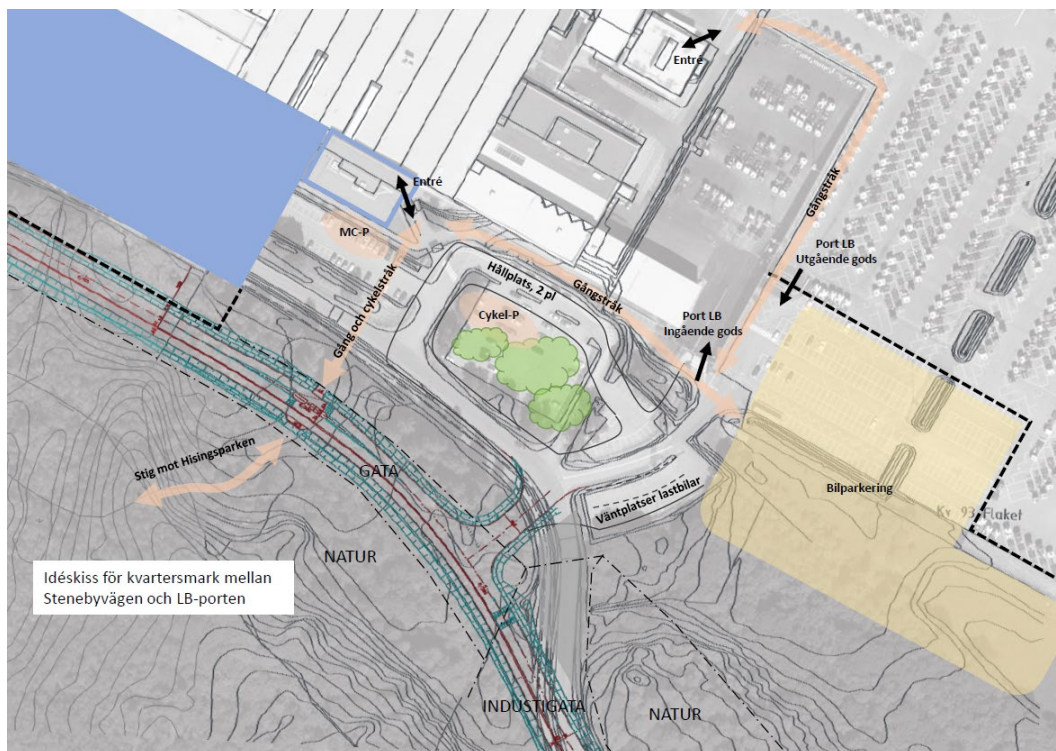 Entré
Entré
MC-P
Gång och cykelstråk
Hållplats, 2 pl
Gångstråk
Cykel-P
Gångstråk
Port LB
Utgående gods
Port LB
Ingående gods
Stig mot Hisingsparken
GATA
Väntplatser lastbilar
Bilparkering
Kv 93 Flaket
NATUR
Idéskiss för kvartersmark mellan
Stenebyvägen och LB-porten
INDUSTIGATA
NATUR